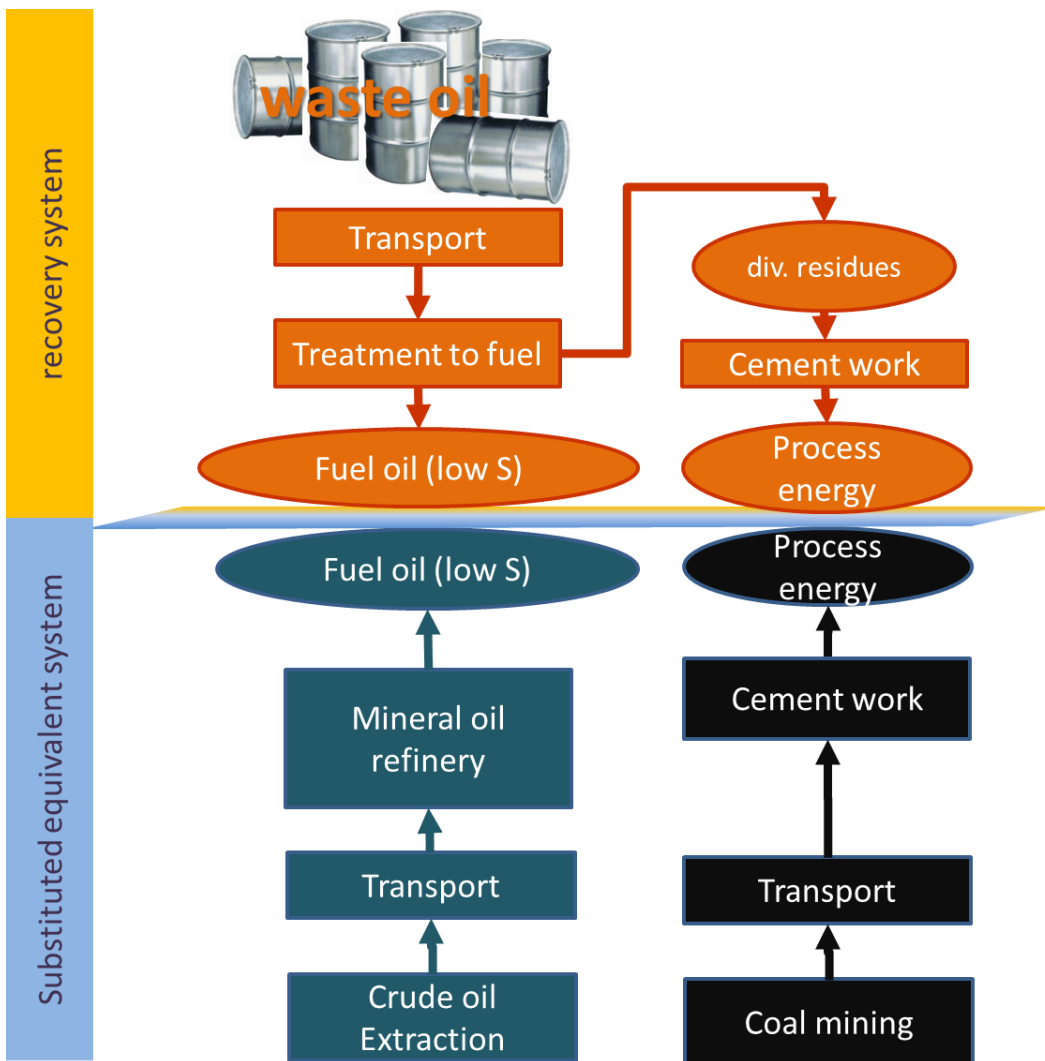 waste oil
recovery system
Transport
div. residues
Treatment to fuel
Cement work
Fuel oil (low S)
Process
energy
Substituted equivalent system
Fuel oil (low S)
Process
energy
Mineral oil
refinery
Cement work
Transport
Transport
Crude oil
Extraction
Coal mining